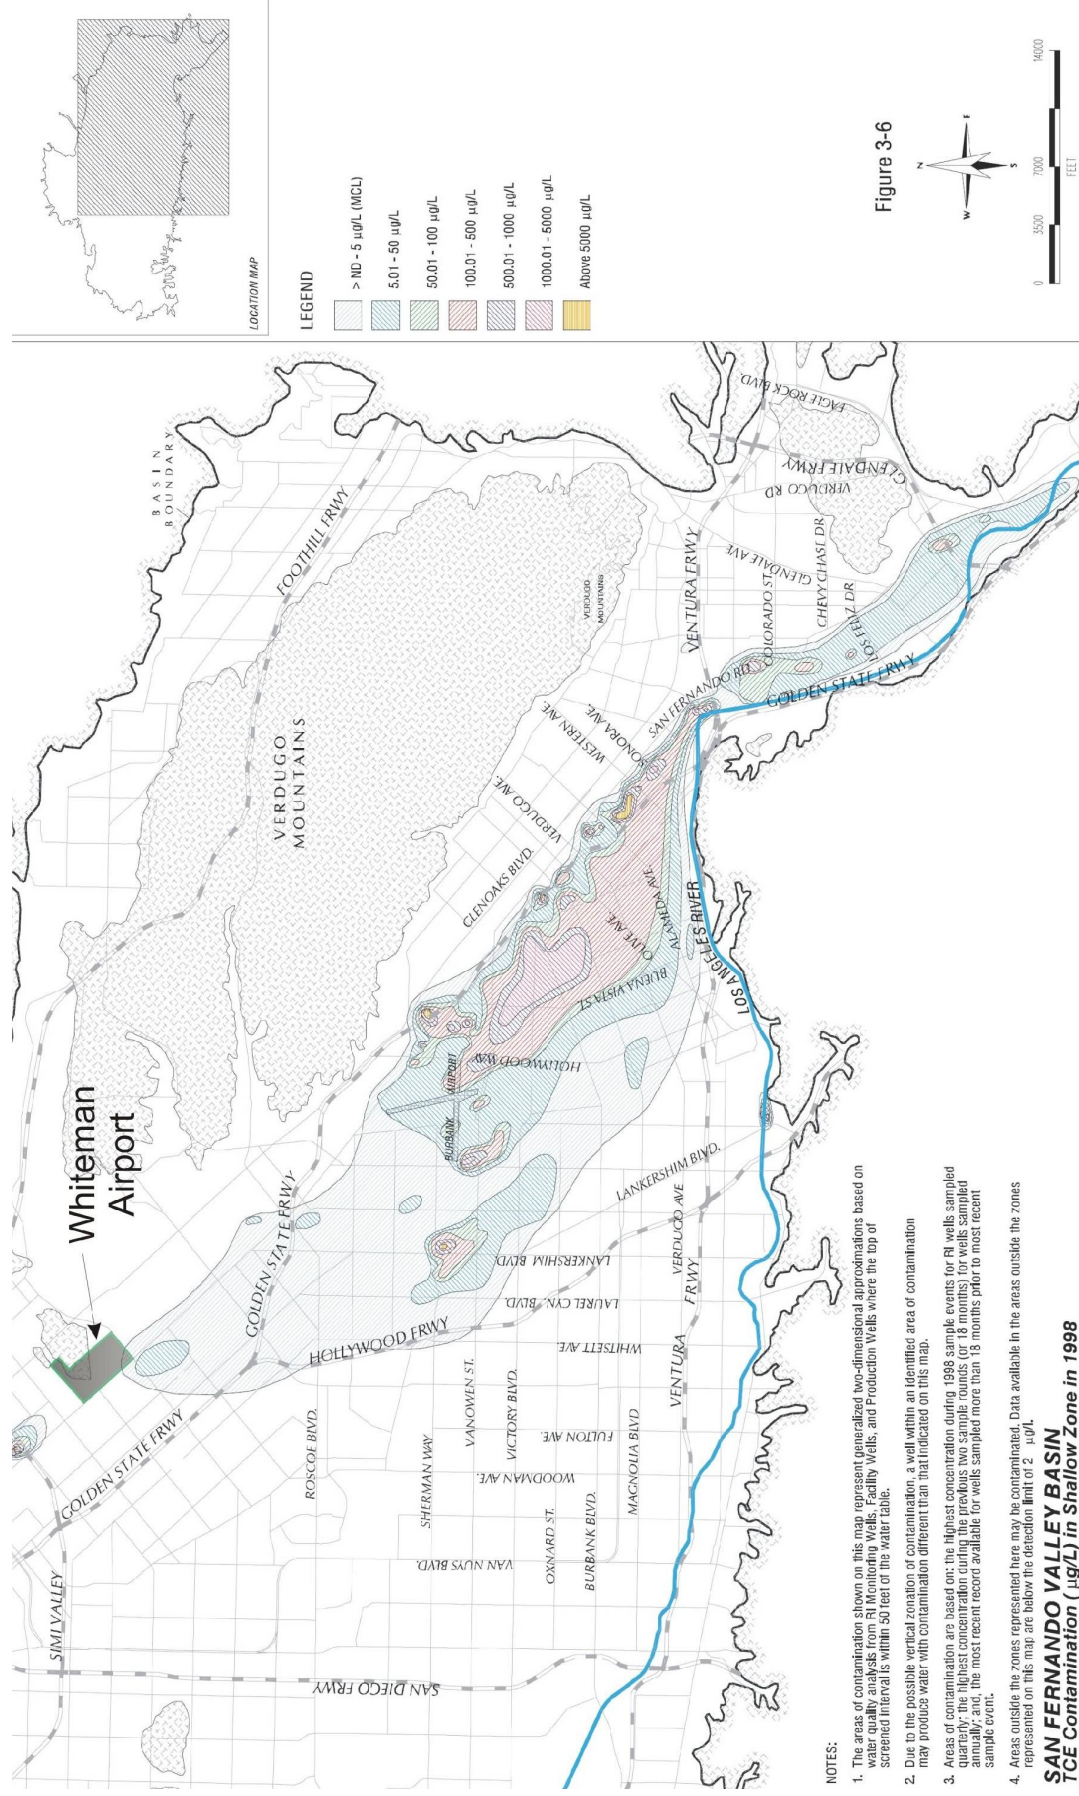 LOCATION MAP
LEGEND
> ND - 5 µg/L (MCL)
5.01 - 50 µg/L
50.01 - 100 µg/L
100.01 - 500 µg/L
500.01 - 1000 µg/L
1000.01 - 5000 µg/L
Above 5000 µg/L
Figure 3-6
N
E
S
W
0
3500
7000
14000
FEET
Whiteman
Airport
BASIN
BOUNDARY
FOOTHILL FRWY
VERDUGO
MOUNTAINS
VERDUGO
MOUNTAINS
EAGLE ROCK BLVD.
GLENDALE FRWY
VERDUGO RD
VENTURA FRWY
GLENDALE AVE
CHEVY CHASE DR
COLORADO ST.
LOS FELIZ DR
GOLDEN STATE FRWY
SAN FERNANDO RD
SONORA AVE.
WESTERN AVE.
VERDUGO AVE.
CLENOAKS BLVD.
ALAMEDA AVE.
OLIVE AVE
BUENA VISTA ST.
LOS ANGELES RIVER
HOLLYWOOD WAY
BURBANK AIRPORT
GOLDEN STATE FRWY
HOLLYWOOD FRWY
LANKERSHIM BLVD.
LANKERSHIM BLVD.
VERDUGO AVE
LAUREL CYN. BLVD.
WHITSETT AVE.
VENTURA FRWY
GOLDEN STATE FRWY
ROSCOE BLVD.
SHERMAN WAY
VANOWEN ST.
VICTORY BLVD.
FULTON AVE.
WOODMAN AVE.
MAGNOLIA BLVD
OXNARD ST.
BURBANK BLVD.
VAN NUYS BLVD.
SIMI VALLEY
SAN DIEGO FRWY
NOTES:
1. The areas of contamination shown on this map represent generalized two-dimensional approximations based on
water quality analysis from RI Monitoring Wells, Facility Wells, and Production Wells where the top of
screened interval is within 50 feet of the water table.
2. Due to the possible vertical zonation of contamination, a well within an identified area of contamination
may produce water with contamination different than that indicated on this map.
3. Areas of contamination are based on: the highest concentration during 1998 sample events for RI wells sampled
quarterly; the highest concentration during the previous two sample rounds (or 18 months) for wells sampled
annually; and, the most recent record available for wells sampled more than 18 months prior to most recent
sample event.
4. Areas outside the zones represented here may be contaminated. Data available in the areas outside the zones
represented on this map are below the detection limit of 2 µg/l.
SAN FERNANDO VALLEY BASIN
TCE Contamination ( µg/L) in Shallow Zone in 1998